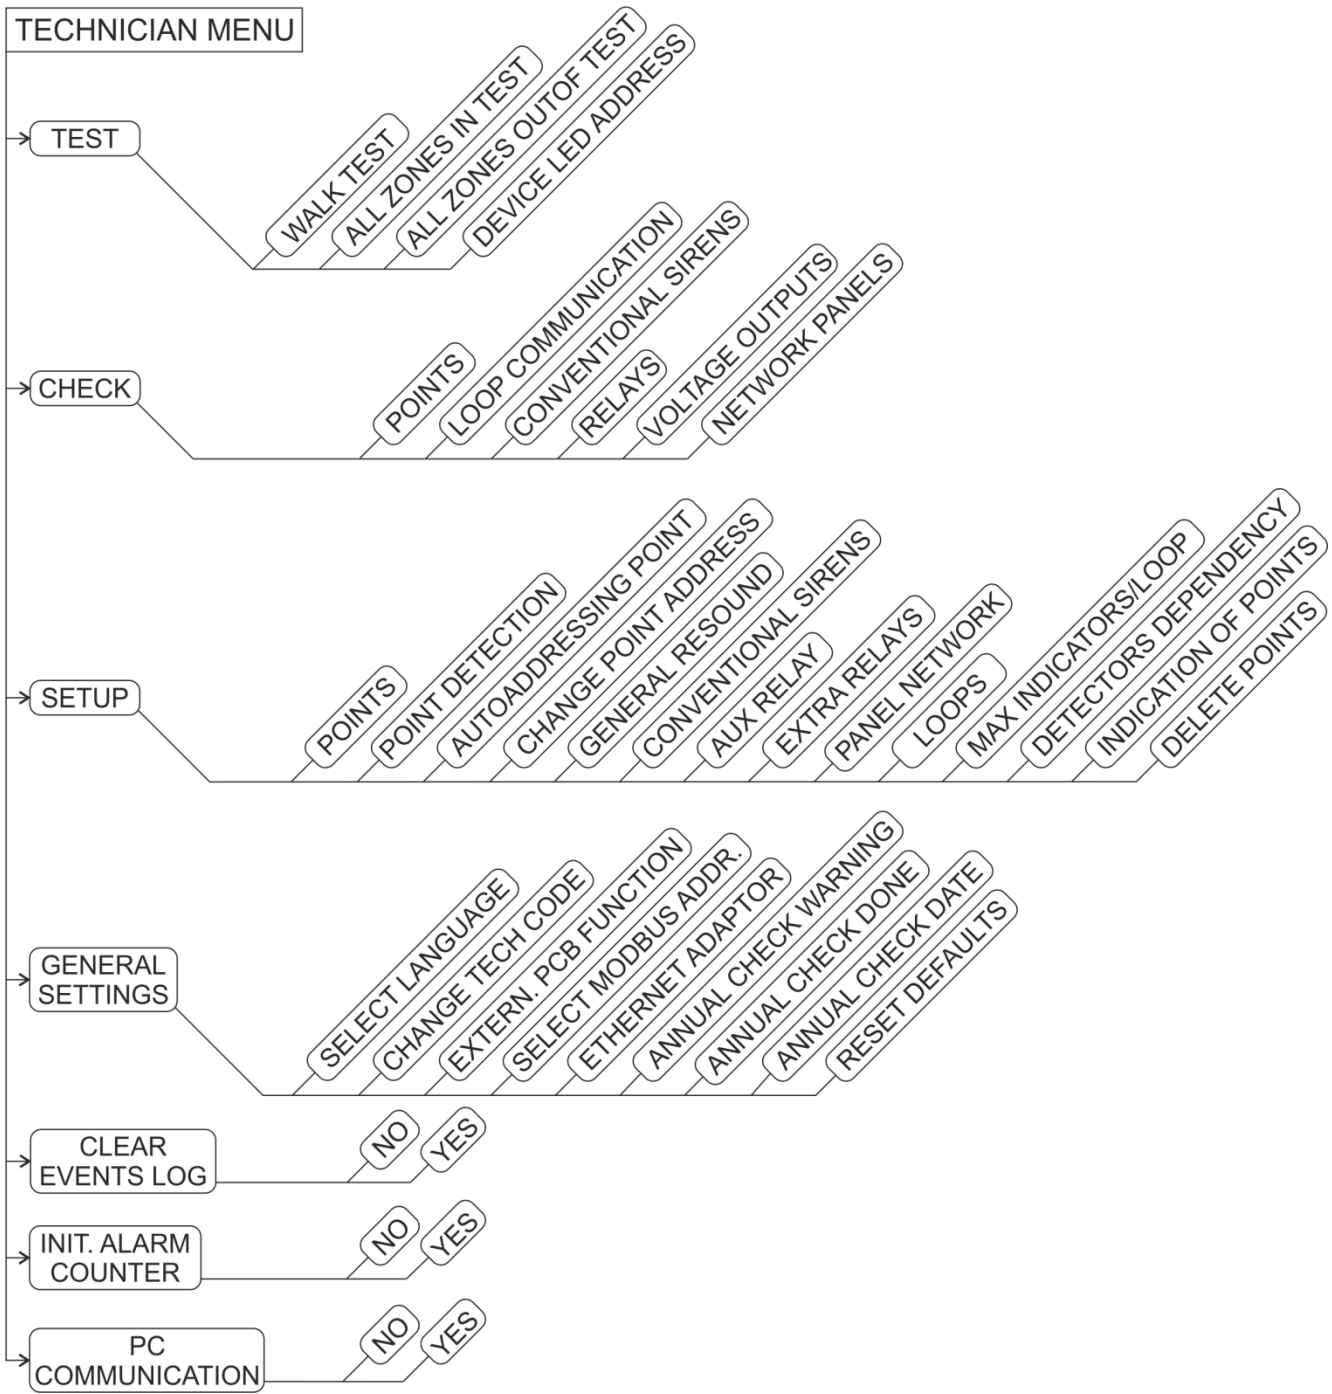 TECHNICIAN MENU
TEST
WALK TEST
ALL ZONES IN TEST
ALL ZONES OUTOF TEST
DEVICE LED ADDRESS
CHECK
POINTS
LOOP COMMUNICATION
CONVENTIONAL SIRENS
RELAYS
VOLTAGE OUTPUTS
NETWORK PANELS
SETUP
POINTS
POINT DETECTION
AUTOADDRESSING POINT
CHANGE POINT ADDRESS
GENERAL RESOUND
CONVENTIONAL SIRENS
AUX RELAY
EXTRA RELAYS
PANEL NETWORK
LOOPS
MAX INDICATORS/LOOP
DETECTORS DEPENDENCY
INDICATION OF POINTS
DELETE POINTS
GENERAL
SETTINGS
SELECT LANGUAGE
CHANGE TECH CODE
EXTERN. PCB FUNCTION
SELECT MODBUS ADDR.
ETHERNET ADAPTOR
ANNUAL CHECK WARNING
ANNUAL CHECK DONE
ANNUAL CHECK DATE
RESET DEFAULTS
CLEAR
EVENTS LOG
NO
YES
INIT. ALARM
COUNTER
NO
YES
PC
COMMUNICATION
NO
YES